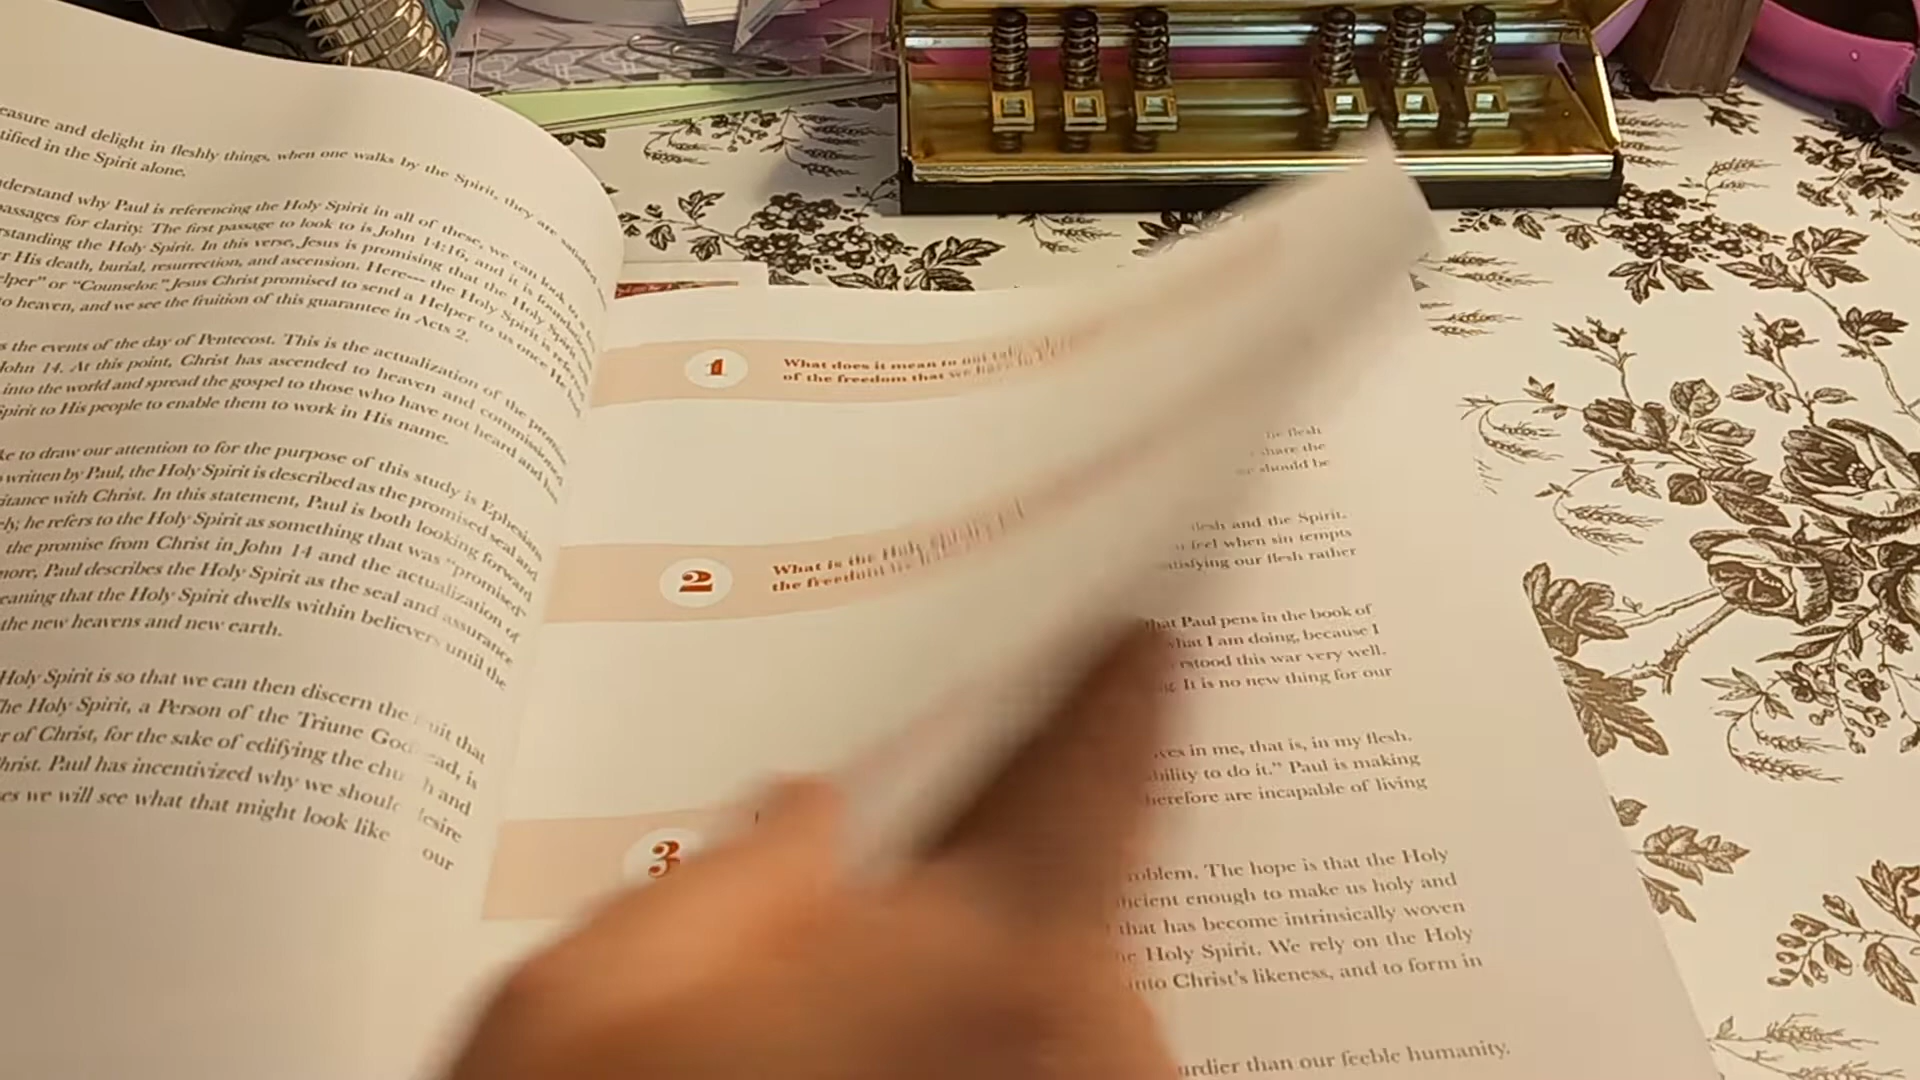 easure and delight in fleshly things, when one walks by the Spirit, they are satisfied
tified in the Spirit alone.
derstand why Paul is referencing the Holy Spirit in all of these, we can look to a
passages for clarity. The first passage to look to is John 14:16, and it is
rstanding the Holy Spirit. In this verse, Jesus is promising that the Holy Spirit will
r His death, burial, resurrection, and ascension. Here— the Holy Spirit is
lper" or "Counselor." Jesus Christ promised to send a Helper to us once He
to heaven, and we see the fruition of this guarantee in Acts 2.
s the events of the day of Pentecost. This is the actualization of the
John 14. At this point, Christ has ascended to heaven and commissioned
into the world and spread the gospel to those who have not heard and has
Spirit to His people to enable them to work in His name.
ke to draw our attention to for the purpose of this study is Ephesians
written by Paul, the Holy Spirit is described as the promised seal and
itance with Christ. In this statement, Paul is both looking forward
ely; he refers to the Holy Spirit as something that was "promised"
the promise from Christ in John 14 and the actualization of
more, Paul describes the Holy Spirit as the seal and assurance
eaning that the Holy Spirit dwells within believers until the
the new heavens and new earth.
Holy Spirit is so that we can then discern the fruit that
The Holy Spirit, a Person of the Triune Godhead, is
r of Christ, for the sake of edifying the church and
hrist. Paul has incentivized why we should desire
es we will see what that might look like our
1 What does it mean to not
of the freedom that we have
2 What is the Holy
the freedom
3
the flesh
share the
should be
flesh and the Spirit.
feel when sin tempts
atisfying our flesh rather
that Paul pens in the book of
what I am doing, because I
rstood this war very well.
It is no new thing for our
ves in me, that is, in my flesh.
bility to do it." Paul is making
herefore are incapable of living
oblem. The hope is that the Holy
ficient enough to make us holy and
that has become intrinsically woven
Holy Spirit. We rely on the Holy
into Christ's likeness, and to form in
urdier than our feeble humanity.